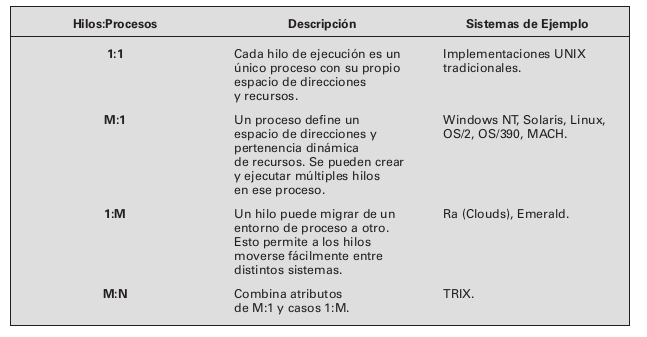 Hilos:Procesos Descripción Sistemas de Ejemplo
1:1 Cada hilo de ejecución es un Implementaciones UNIX
único proceso con su propio tradicionales.
espacio de direcciones
y recursos.
M:1 Un proceso define un Windows NT, Solaris, Linux,
espacio de direcciones y OS/2, OS/390, MACH.
pertenencia dinámica
de recursos. Se pueden crear
y ejecutar múltiples hilos
en ese proceso.
1:M Un hilo puede migrar de un Ra (Clouds), Emerald.
entorno de proceso a otro.
Esto permite a los hilos
moverse fácilmente entre
distintos sistemas.
M:N Combina atributos TRIX.
de M:1 y casos 1:M.